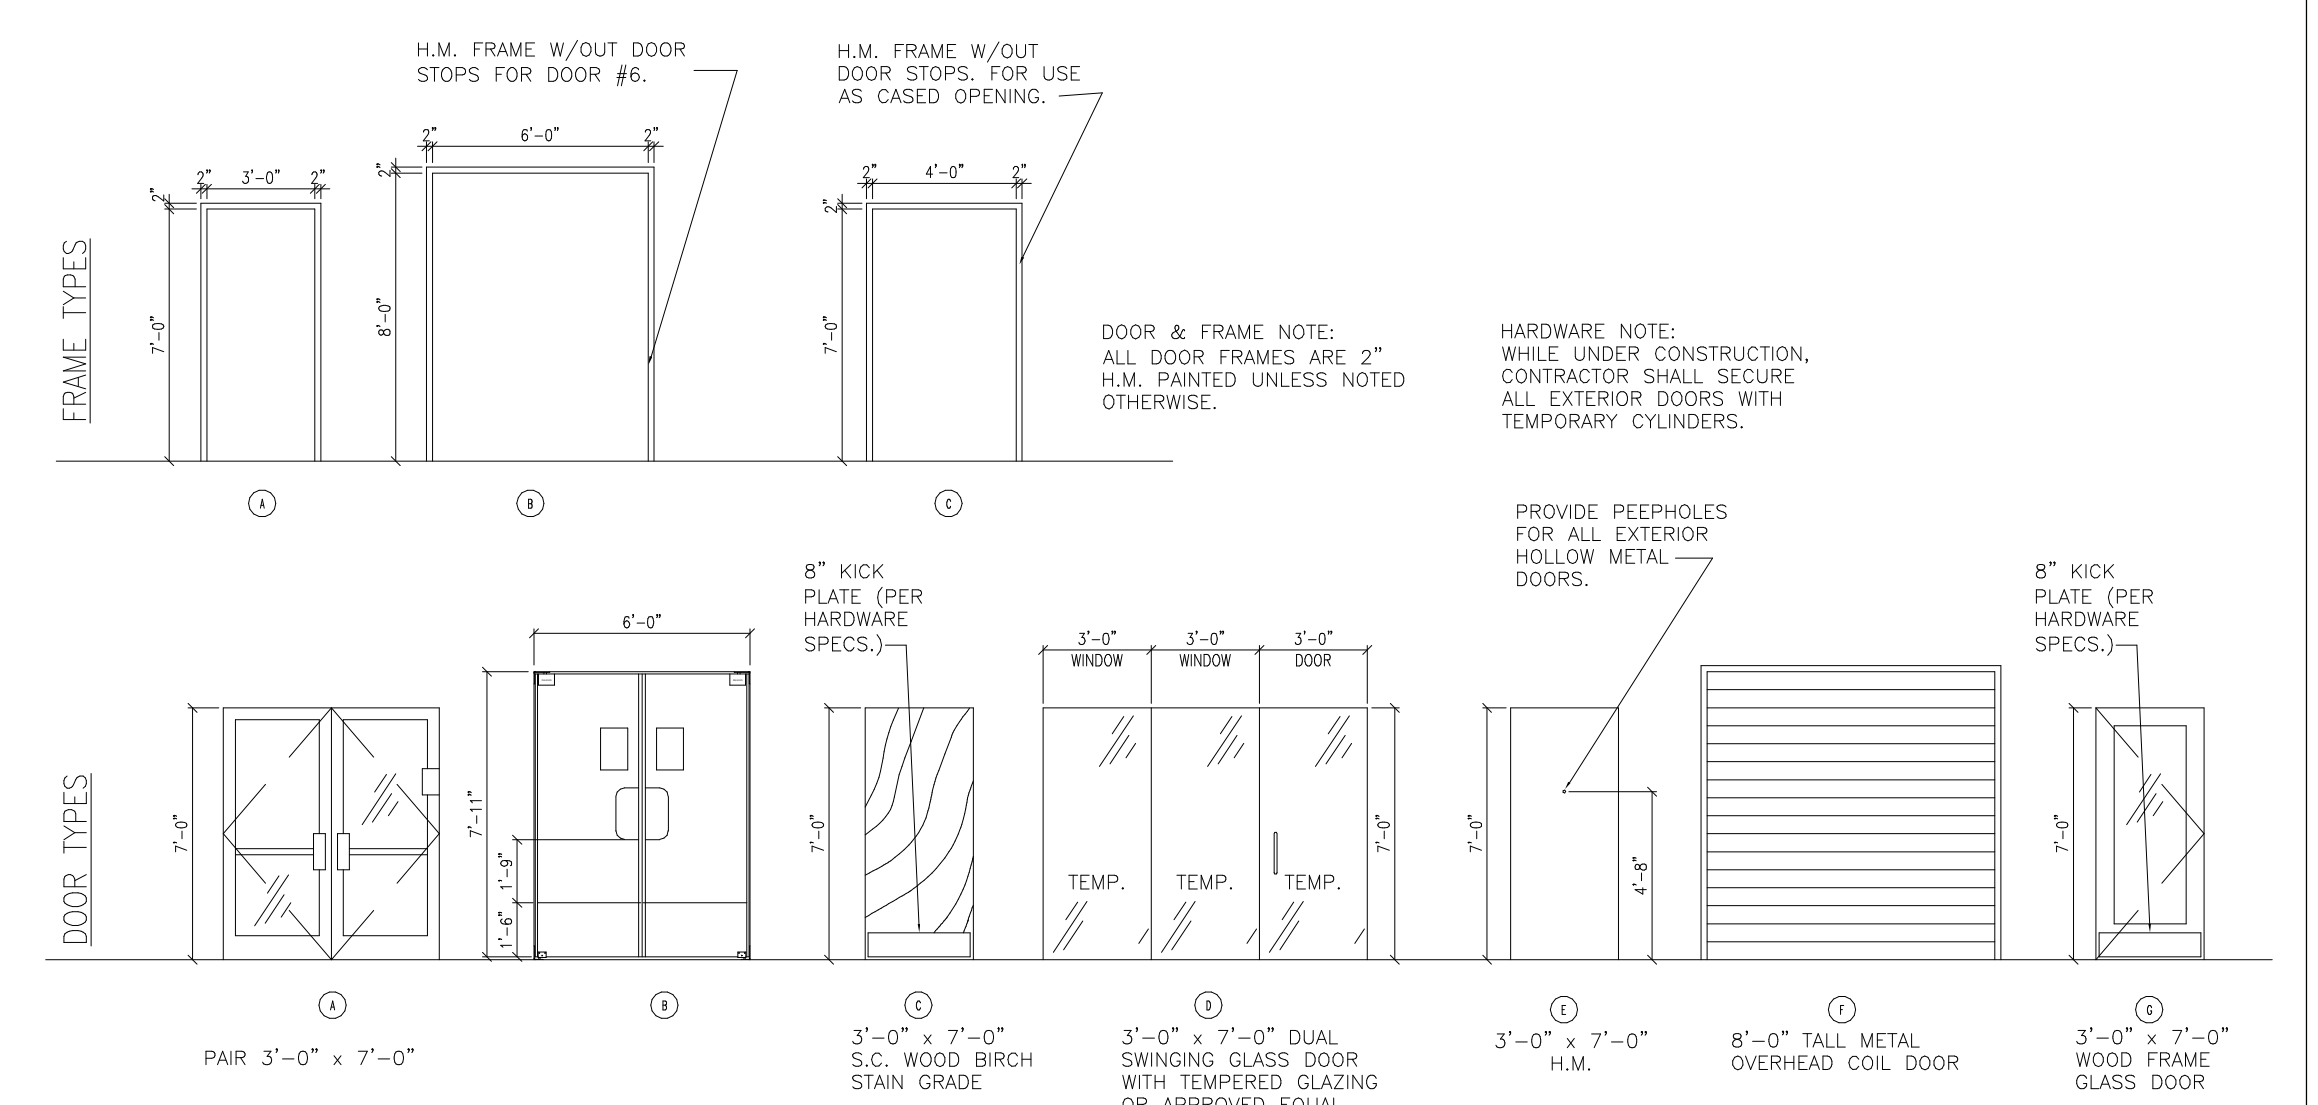 H.M. FRAME W/OUT DOOR
STOPS FOR DOOR #6.
H.M. FRAME W/OUT
DOOR STOPS. FOR USE
AS CASED OPENING.
FRAME TYPES
2" 3'-0" 2"
2"
7'-0"
2" 6'-0" 2"
2"
8'-0"
2" 4'-0" 2"
2"
7'-0"
DOOR & FRAME NOTE:
ALL DOOR FRAMES ARE 2"
H.M. PAINTED UNLESS NOTED
OTHERWISE.
HARDWARE NOTE:
WHILE UNDER CONSTRUCTION,
CONTRACTOR SHALL SECURE
ALL EXTERIOR DOORS WITH
TEMPORARY CYLINDERS.
A
B
C
DOOR TYPES
7'-0"
A
PAIR 3'-0" x 7'-0"
6'-0"
7'-11"
1'-9"
1'-6"
B
8" KICK
PLATE (PER
HARDWARE
SPECS.)
7'-0"
C
3'-0" x 7'-0"
S.C. WOOD BIRCH
STAIN GRADE
3'-0" 3'-0" 3'-0"
WINDOW WINDOW DOOR
TEMP. TEMP. TEMP.
7'-0"
D
3'-0" x 7'-0" DUAL
SWINGING GLASS DOOR
WITH TEMPERED GLAZING
OR APPROVED EQUAL
PROVIDE PEEPHOLES
FOR ALL EXTERIOR
HOLLOW METAL
DOORS.
7'-0"
4'-8"
E
3'-0" x 7'-0"
H.M.
F
8'-0" TALL METAL
OVERHEAD COIL DOOR
8" KICK
PLATE (PER
HARDWARE
SPECS.)
7'-0"
G
3'-0" x 7'-0"
WOOD FRAME
GLASS DOOR